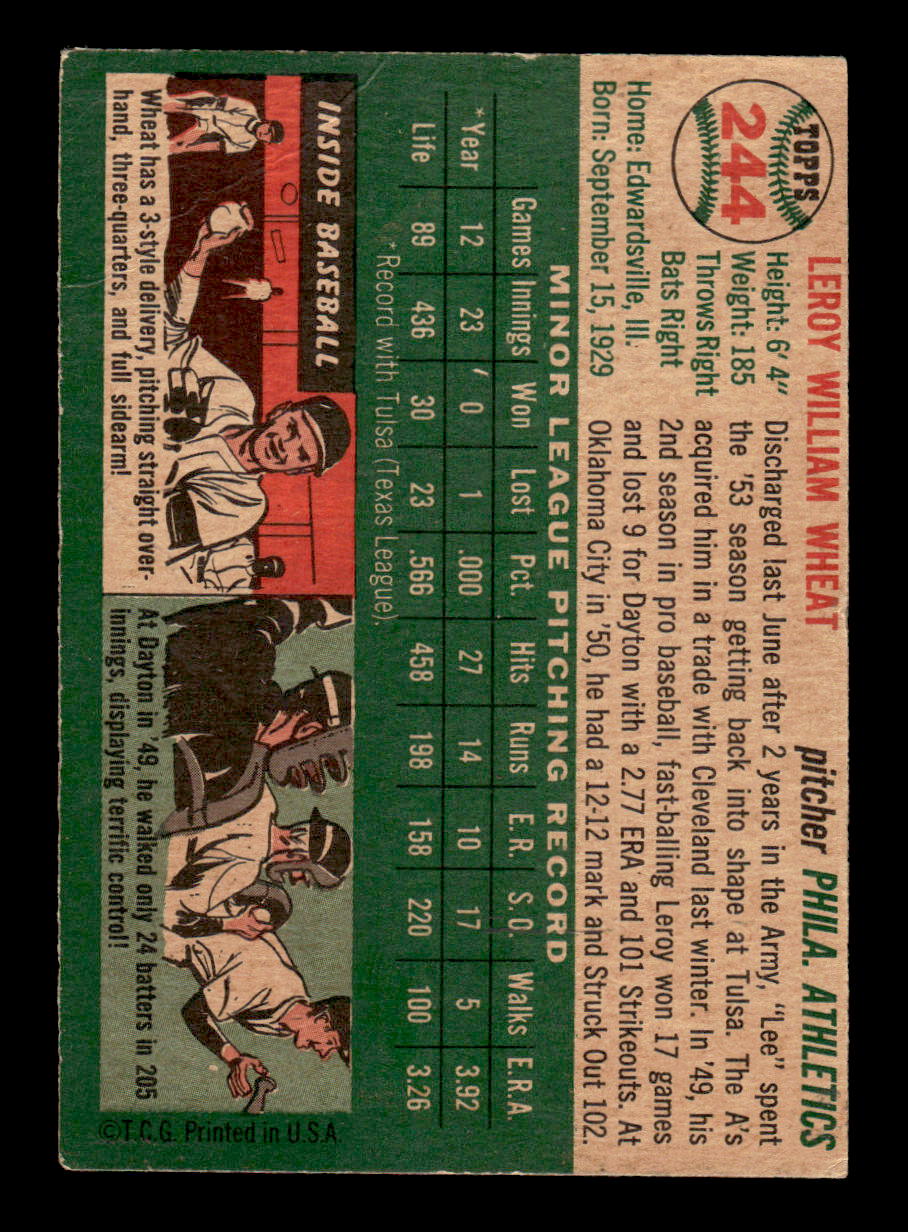 TOPPS
244
LEROY WILLIAM WHEAT
pitcher PHILA. ATHLETICS
Height: 6'4"
Weight: 185
Throws Right
Bats Right
Home: Edwardsville, Ill.
Born: September 15, 1929
Discharged last June after 2 years in the Army, "Lee" spent
the '53 season getting back into shape at Tulsa. The A's
acquired him in a trade with Cleveland last winter. In '49, his
2nd season in pro baseball, fast-balling Leroy won 17 games
and lost 9 for Dayton with a 2.77 ERA and 101 Strikeouts. At
Oklahoma City in '50, he had a 12-12 mark and Struck Out 102.
MINOR LEAGUE PITCHING RECORD
Games Innings Won Lost Pct. Hits Runs E.R. S.O. Walks E.R.A
*Year 12 23 0 1 .000 27 14 10 17 5 3.92
Life 89 436 30 23 .566 458 198 158 220 100 3.26
*Record with Tulsa (Texas League).
INSIDE BASEBALL
Wheat has a 3-style delivery, pitching straight over-
hand, three-quarters, and full sidearm!
At Dayton in '49, he walked only 24 batters in 205
innings, displaying terrific control!
©T.C.G. Printed in U.S.A.